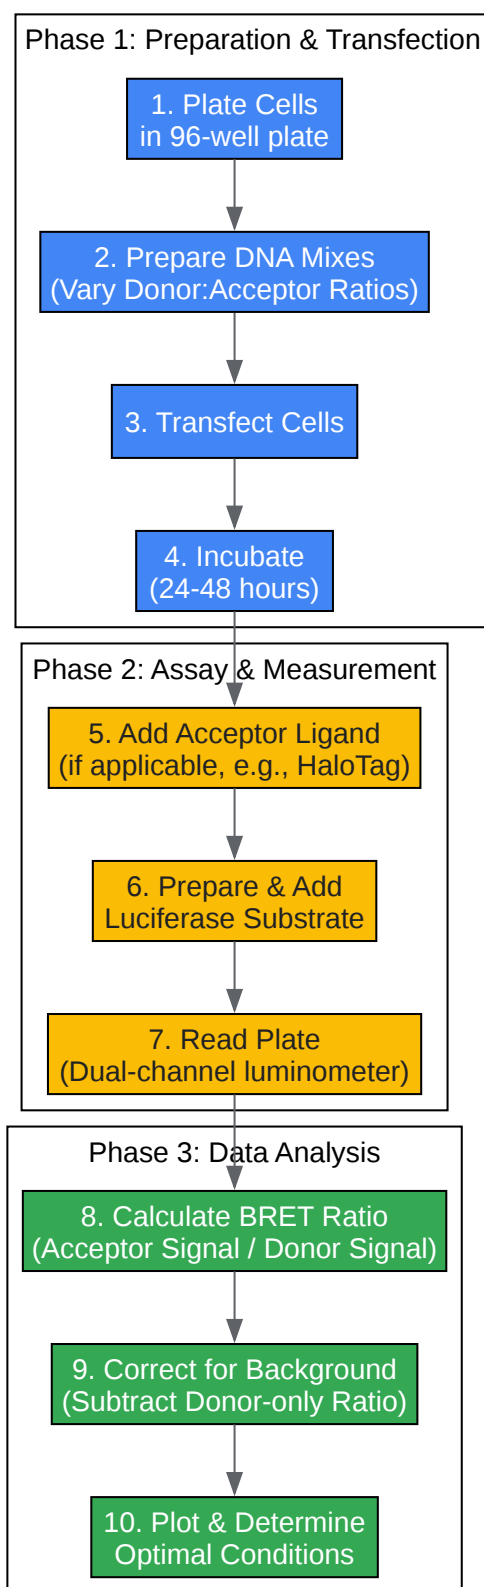 Phase 1: Preparation & Transfection
1. Plate Cells
in 96-well plate
2. Prepare DNA Mixes
(Vary Donor:Acceptor Ratios)
3. Transfect Cells
4. Incubate
(24-48 hours)
Phase 2: Assay & Measurement
5. Add Acceptor Ligand
(if applicable, e.g., HaloTag)
6. Prepare & Add
Luciferase Substrate
7. Read Plate
(Dual-channel luminometer)
Phase 3: Data Analysis
8. Calculate BRET Ratio
(Acceptor Signal / Donor Signal)
9. Correct for Background
(Subtract Donor-only Ratio)
10. Plot & Determine
Optimal Conditions